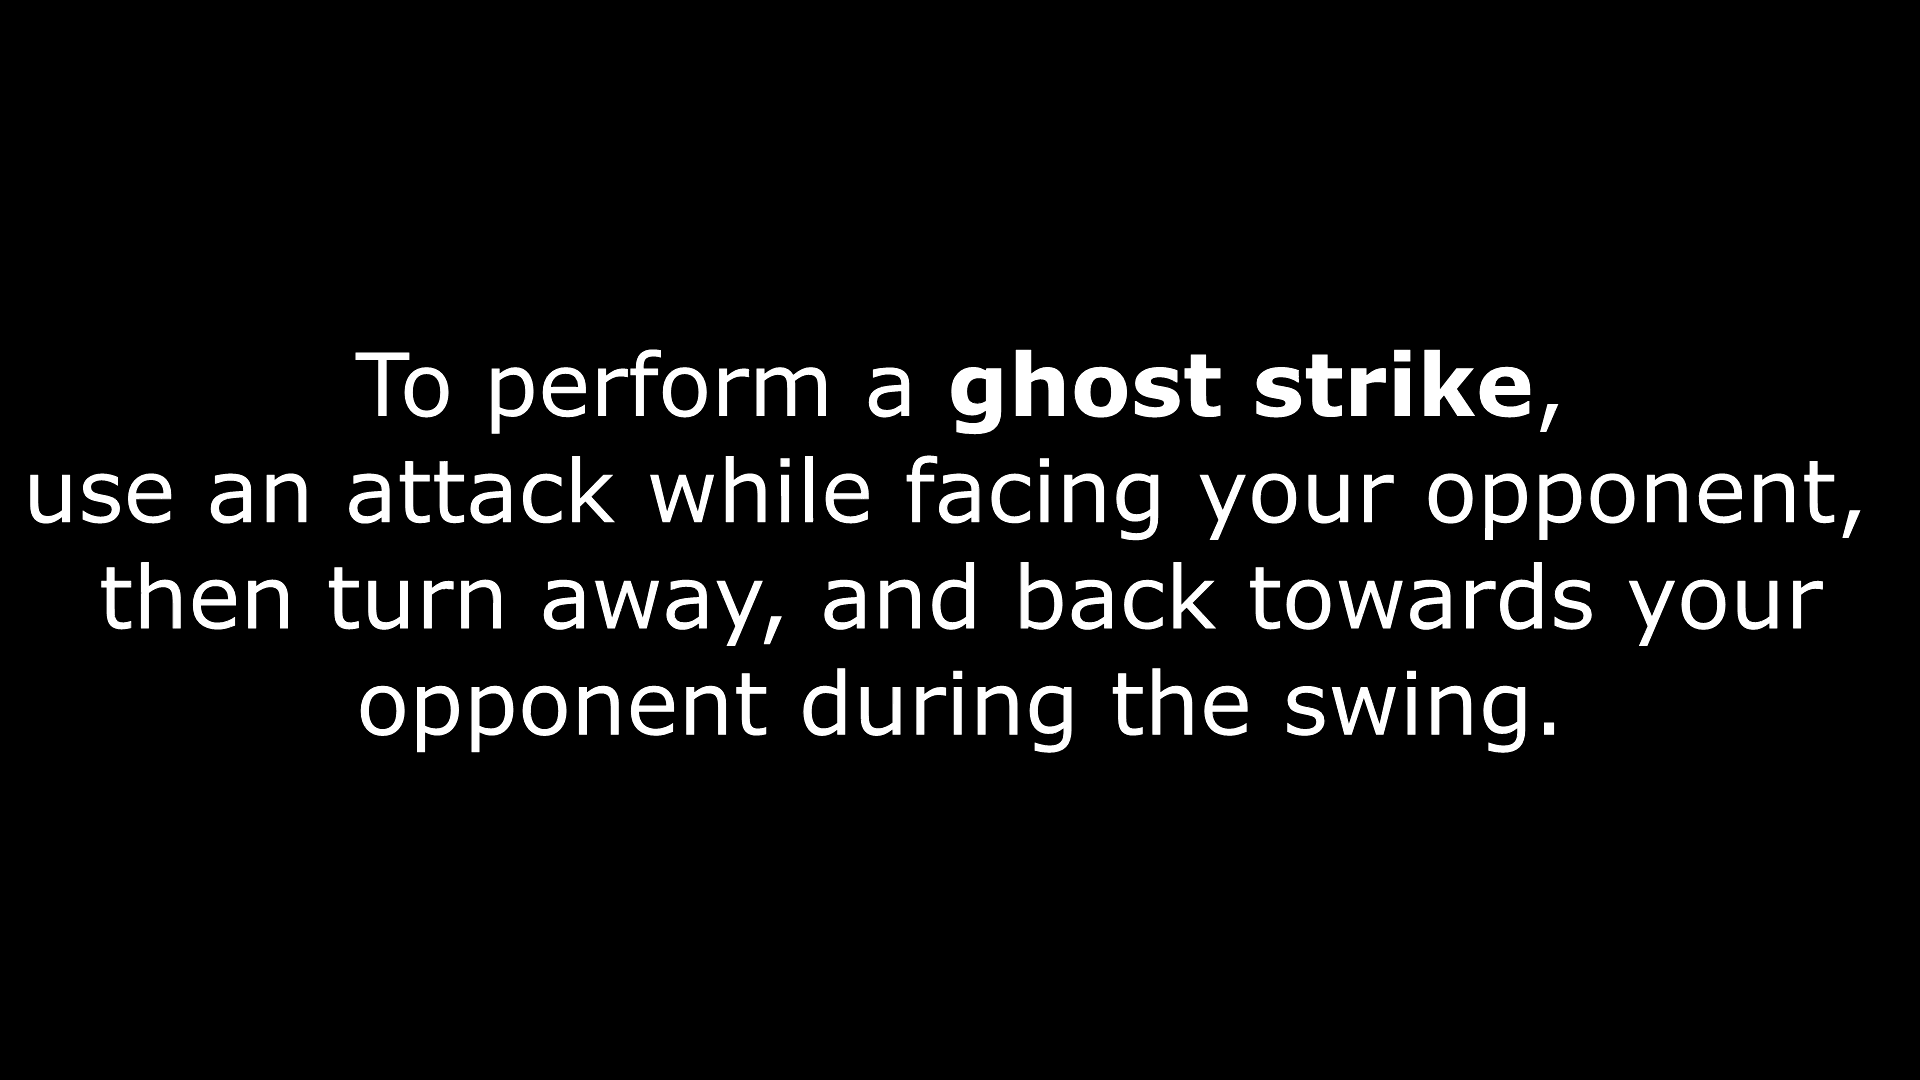 To perform a ghost strike,
use an attack while facing your opponent,
then turn away, and back towards your
opponent during the swing.